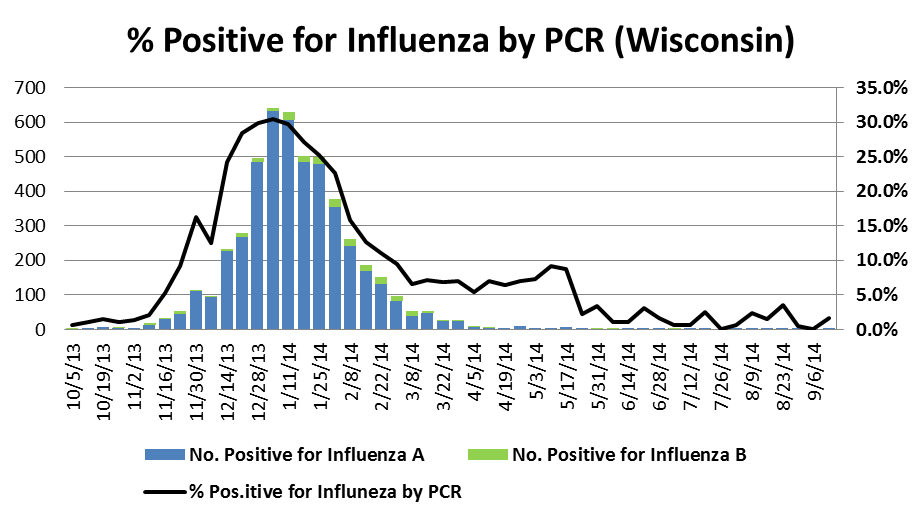 % Positive for Influenza by PCR (Wisconsin)
700 35.0%
600 30.0%
500 25.0%
400 20.0%
300 15.0%
200 10.0%
100 5.0%
0 0.0%
10/5/13 10/19/13 11/2/13 11/16/13 11/30/13 12/14/13 12/28/13 1/11/14 1/25/14 2/8/14 2/22/14 3/8/14 3/22/14 4/5/14 4/19/14 5/3/14 5/17/14 5/31/14 6/14/14 6/28/14 7/12/14 7/26/14 8/9/14 8/23/14 9/6/14
No. Positive for Influenza A No. Positive for Influenza B
% Pos.itive for Influneza by PCR